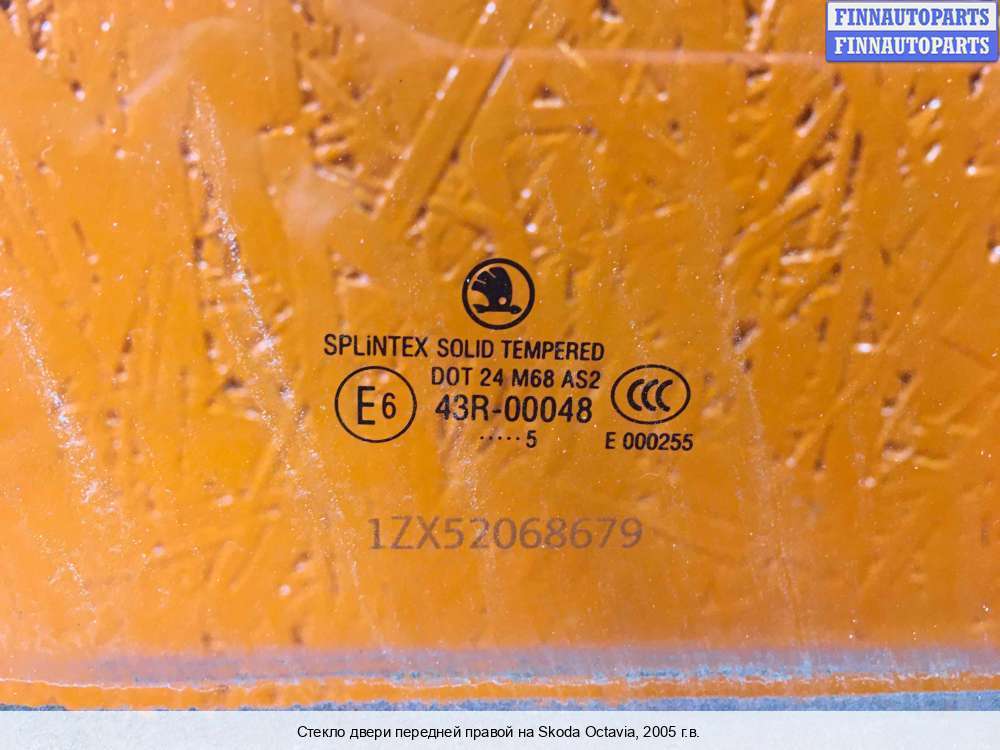 FINNAUTOPARTS
FINNAUTOPARTS
SPLiNTEX SOLID TEMPERED
DOT 24 M68 AS2
E6
43R-00048
CCC
..... 5
E 000255
1ZX52068679
Стекло двери передней правой на Skoda Octavia, 2005 г.в.